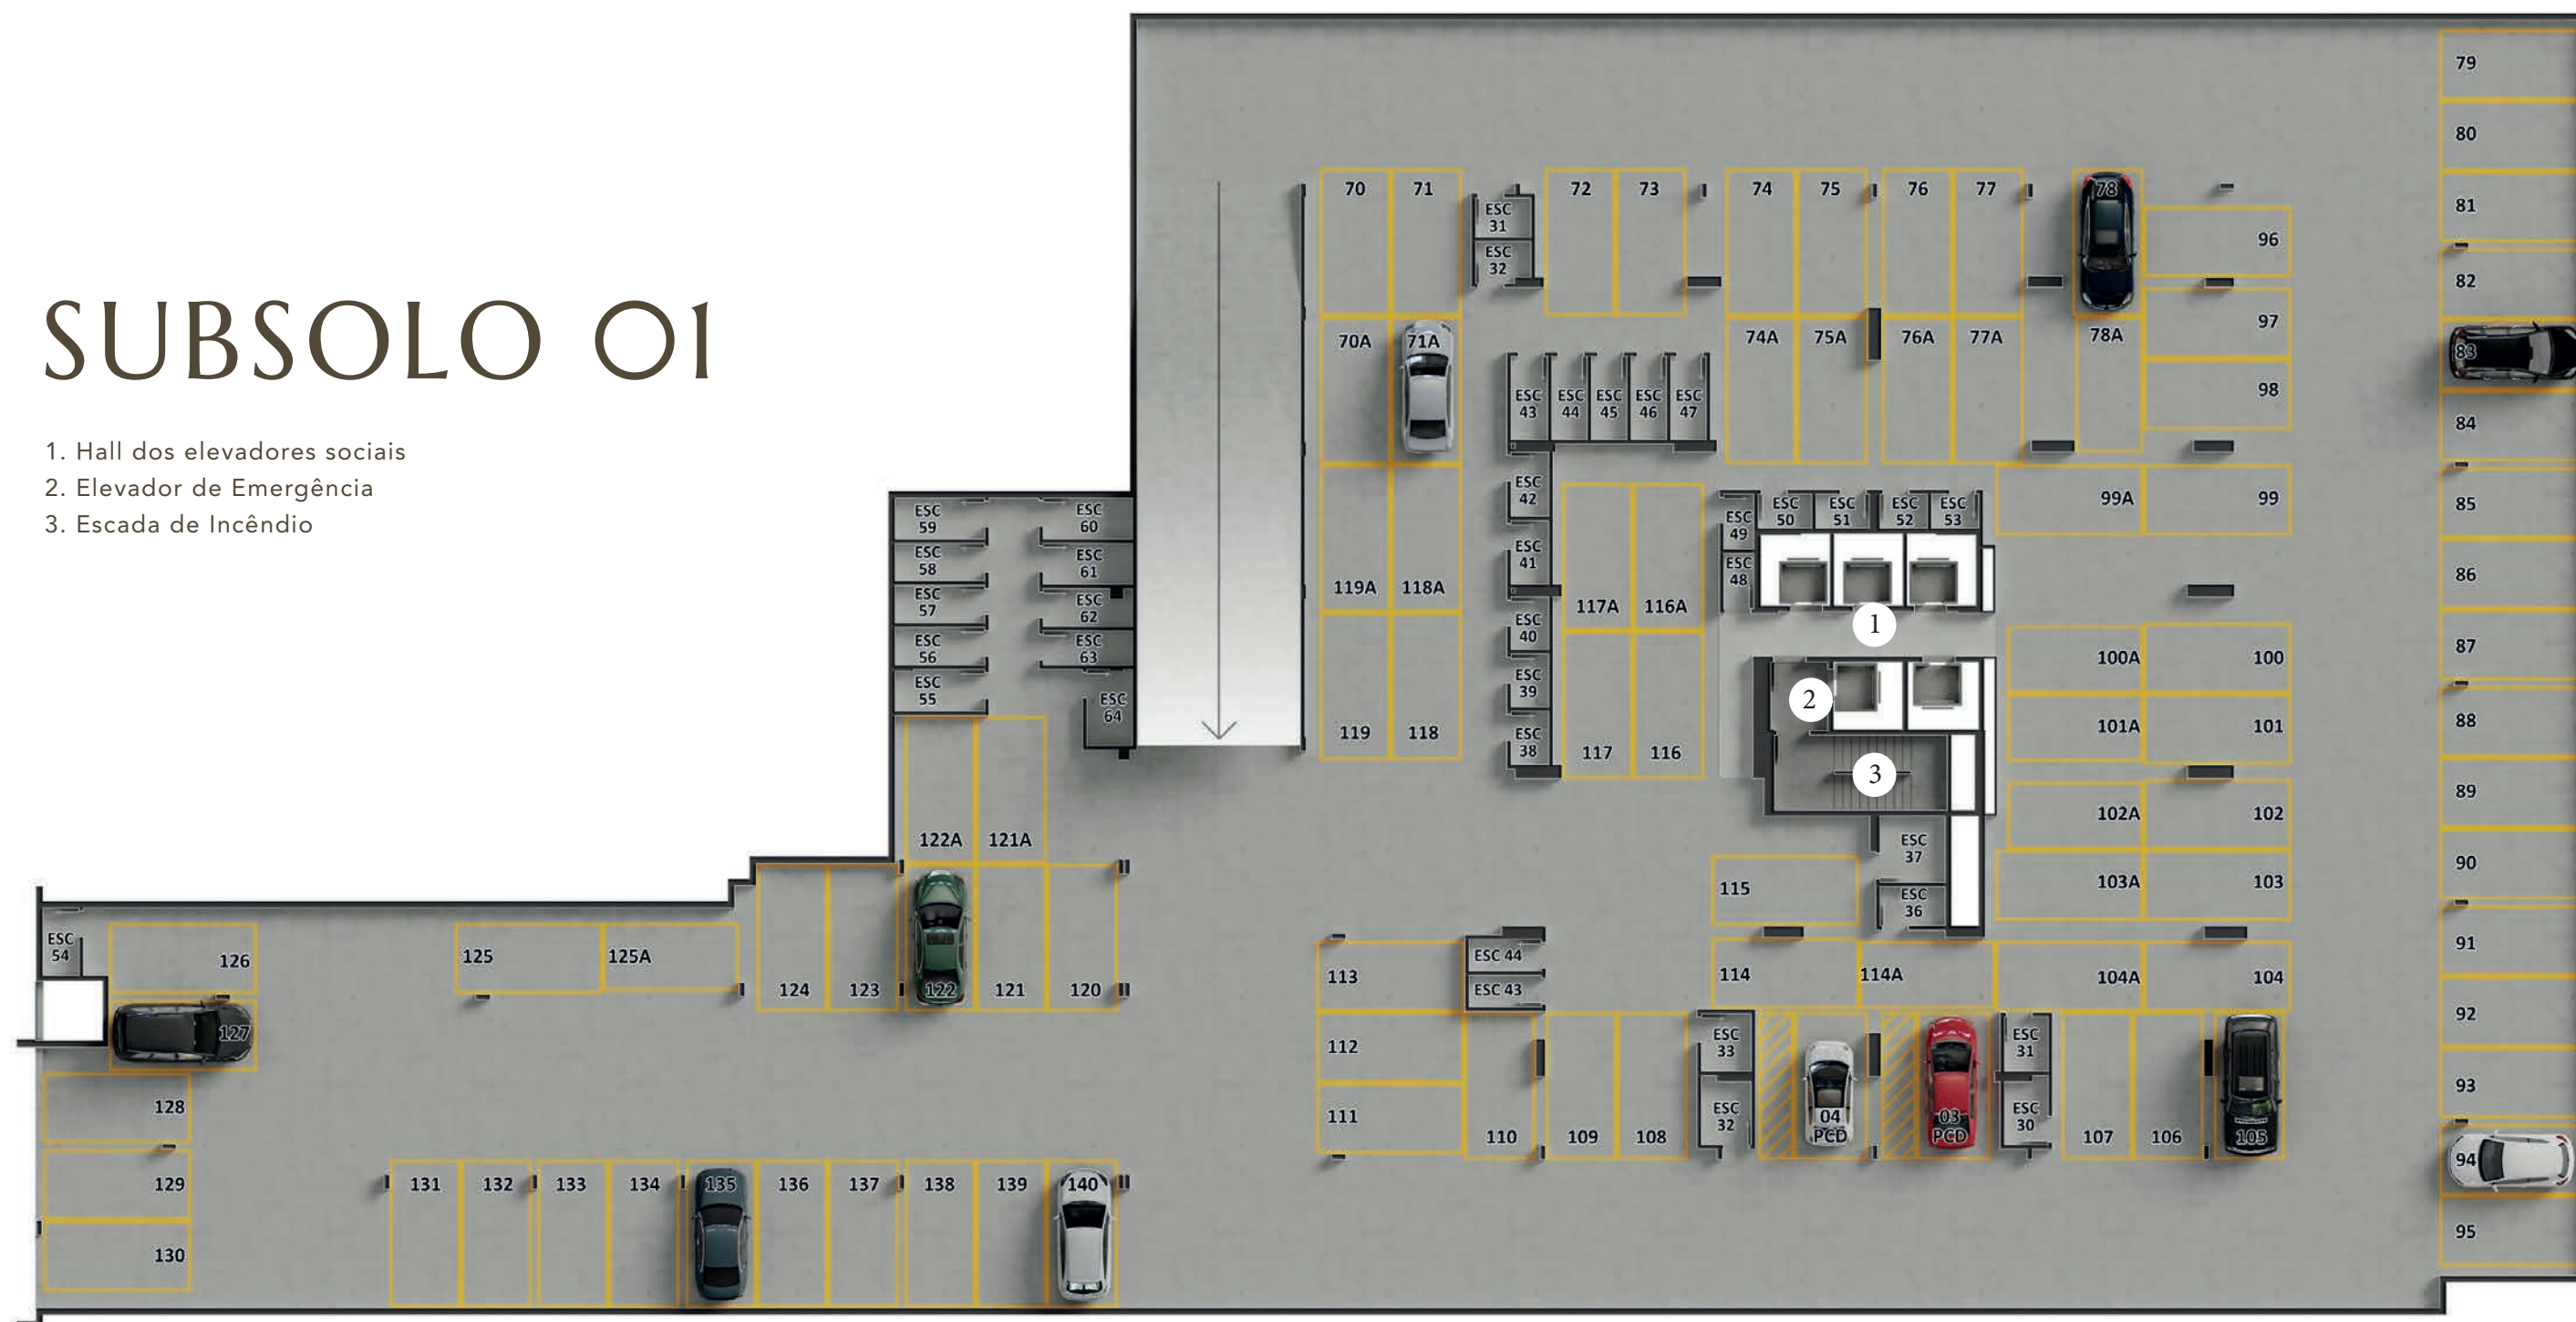 SUBSOLO 01
1. Hall dos elevadores sociais
2. Elevador de Emergência
3. Escada de Incêndio
79
80
81
82
83
84
85
86
87
88
89
90
91
92
93
94
95
70
71
ESC
31
ESC
32
72
73
74
75
76
77
78
96
97
98
70A
71A
74A
75A
76A
77A
78A
ESC
43
ESC
44
ESC
45
ESC
46
ESC
47
ESC
42
ESC
41
ESC
40
ESC
39
ESC
38
ESC
49
ESC
48
ESC
50
ESC
51
ESC
52
ESC
53
99A
99
ESC
59
ESC
58
ESC
57
ESC
56
ESC
55
ESC
60
ESC
61
ESC
62
ESC
63
ESC
64
119A
118A
117A
116A
119
118
117
116
1
2
3
100A
100
101A
101
102A
102
103A
103
ESC
37
ESC
36
115
122A
121A
ESC
54
126
125
125A
124
123
122
121
120
127
128
129
130
113
112
111
ESC 44
ESC 43
114
114A
104A
104
110
109
108
ESC
33
ESC
32
04
PCD
03
PCD
ESC
31
ESC
30
107
106
105
131
132
133
134
135
136
137
138
139
140